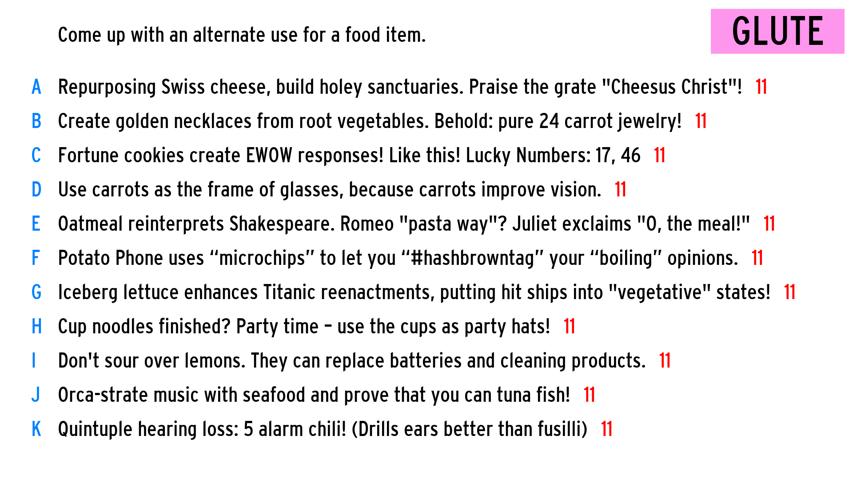 Come up with an alternate use for a food item.
GLUTE
A Repurposing Swiss cheese, build holey sanctuaries. Praise the grate "Cheesus Christ"! 11
B Create golden necklaces from root vegetables. Behold: pure 24 carrot jewelry! 11
C Fortune cookies create EWOW responses! Like this! Lucky Numbers: 17, 46 11
D Use carrots as the frame of glasses, because carrots improve vision. 11
E Oatmeal reinterprets Shakespeare. Romeo "pasta way"? Juliet exclaims "O, the meal!" 11
F Potato Phone uses “microchips” to let you “#hashbrowntag” your “boiling” opinions. 11
G Iceberg lettuce enhances Titanic reenactments, putting hit ships into "vegetative" states! 11
H Cup noodles finished? Party time – use the cups as party hats! 11
I Don't sour over lemons. They can replace batteries and cleaning products. 11
J Orca-strate music with seafood and prove that you can tuna fish! 11
K Quintuple hearing loss: 5 alarm chili! (Drills ears better than fusilli) 11